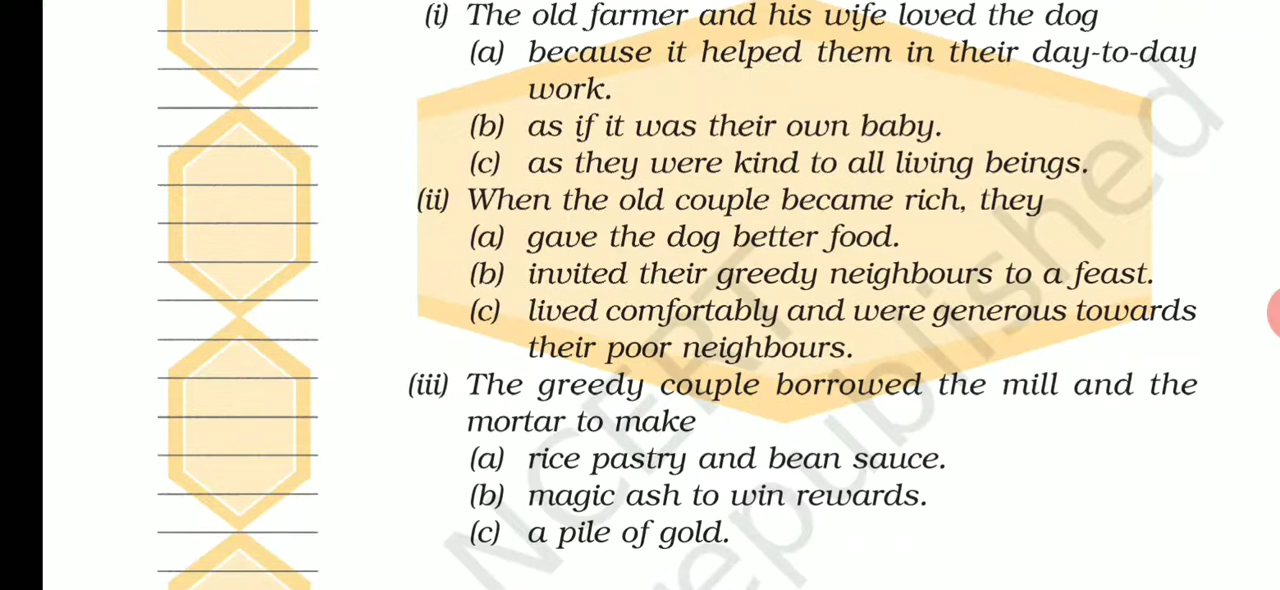 (i) The old farmer and his wife loved the dog
(a) because it helped them in their day-to-day
work.
(b) as if it was their own baby.
(c) as they were kind to all living beings.
(ii) When the old couple became rich, they
(a) gave the dog better food.
(b) invited their greedy neighbours to a feast.
(c) lived comfortably and were generous towards
their poor neighbours.
(iii) The greedy couple borrowed the mill and the
mortar to make
(a) rice pastry and bean sauce.
(b) magic ash to win rewards.
(c) a pile of gold.
NCERT
republished